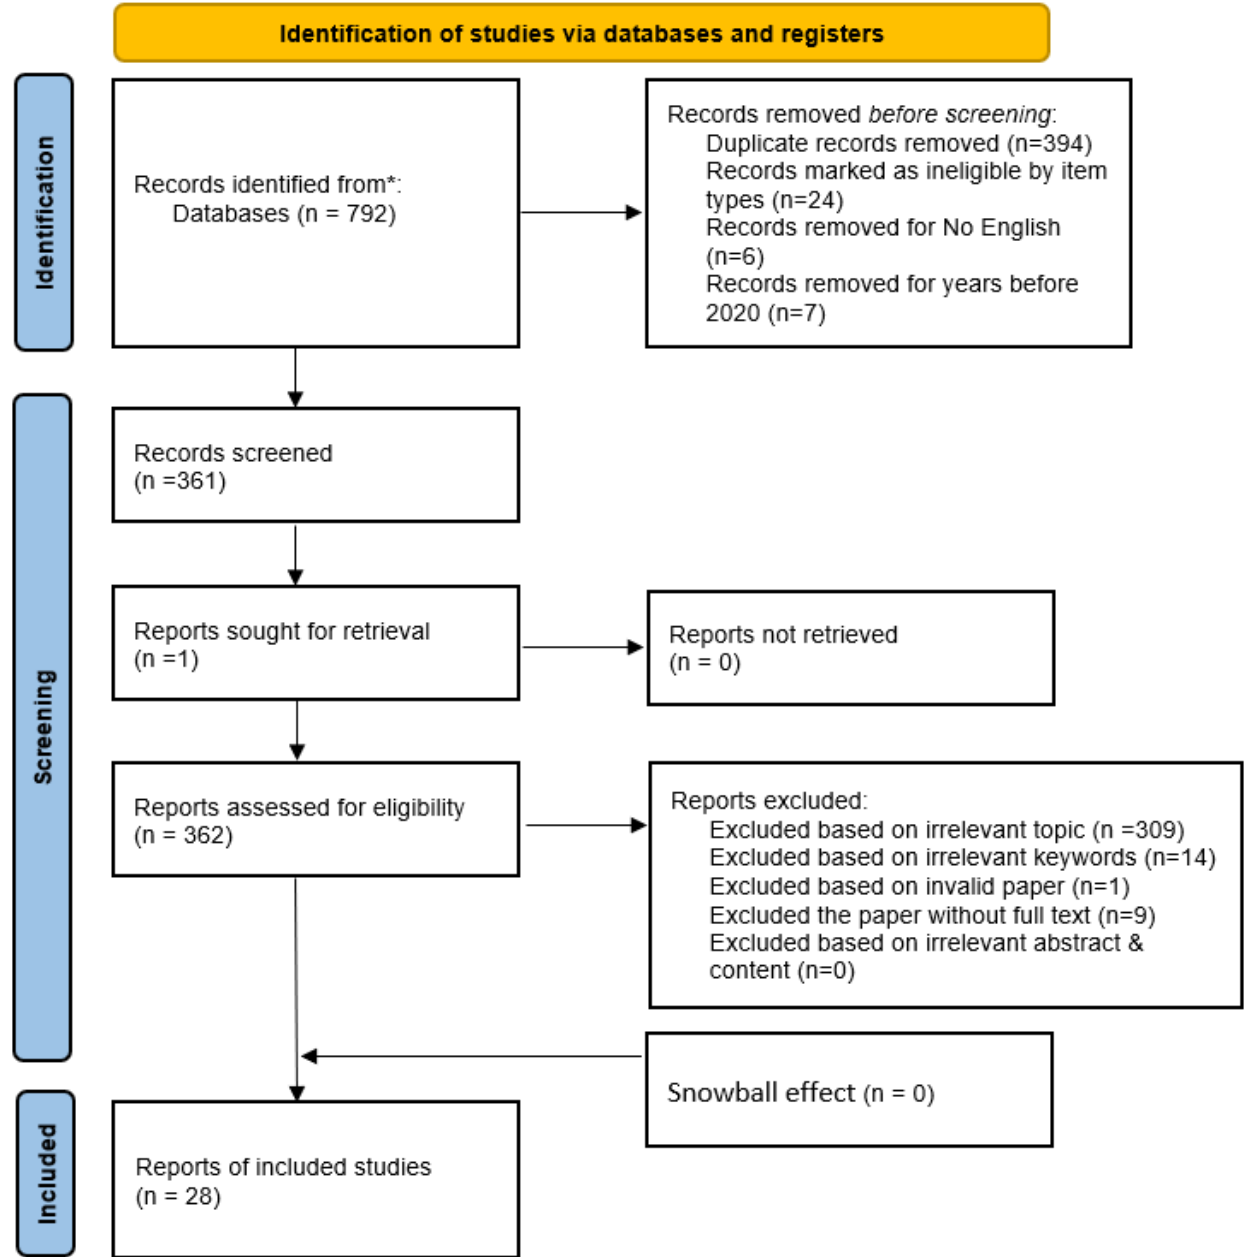 Identification of studies via databases and registers
Identification
Records identified from*:
Databases (n = 792)
Records removed before screening:
Duplicate records removed (n=394)
Records marked as ineligible by item
types (n=24)
Records removed for No English
(n=6)
Records removed for years before
2020 (n=7)
Screening
Records screened
(n =361)
Reports sought for retrieval
(n =1)
Reports not retrieved
(n = 0)
Reports assessed for eligibility
(n = 362)
Reports excluded:
Excluded based on irrelevant topic (n =309)
Excluded based on irrelevant keywords (n=14)
Excluded based on invalid paper (n=1)
Excluded the paper without full text (n=9)
Excluded based on irrelevant abstract &
content (n=0)
Snowball effect (n = 0)
Included
Reports of included studies
(n = 28)